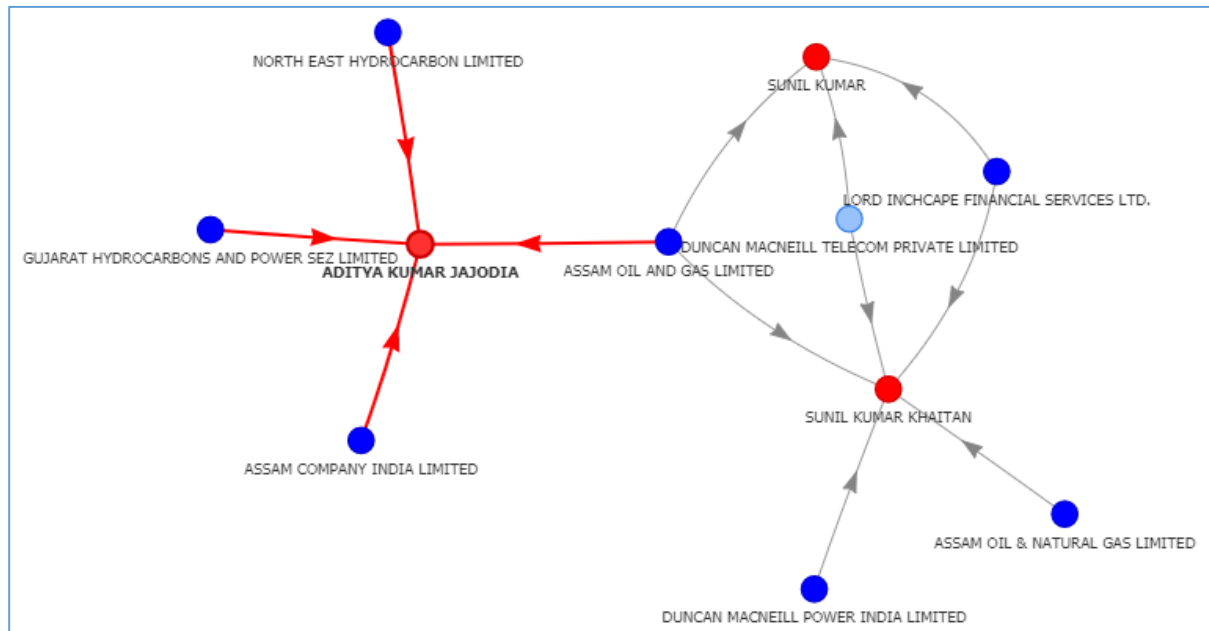 NORTH EAST HYDROCARBON LIMITED
SUNIL KUMAR
LORD INCHCAPE FINANCIAL SERVICES LTD.
DUNCAN MACNEILL TELECOM PRIVATE LIMITED
GUJARAT HYDROCARBONS AND POWER SEZ LIMITED
ASSAM OIL AND GAS LIMITED
ADITYA KUMAR JAJODIA
SUNIL KUMAR KHAITAN
ASSAM COMPANY INDIA LIMITED
ASSAM OIL & NATURAL GAS LIMITED
DUNCAN MACNEILL POWER INDIA LIMITED